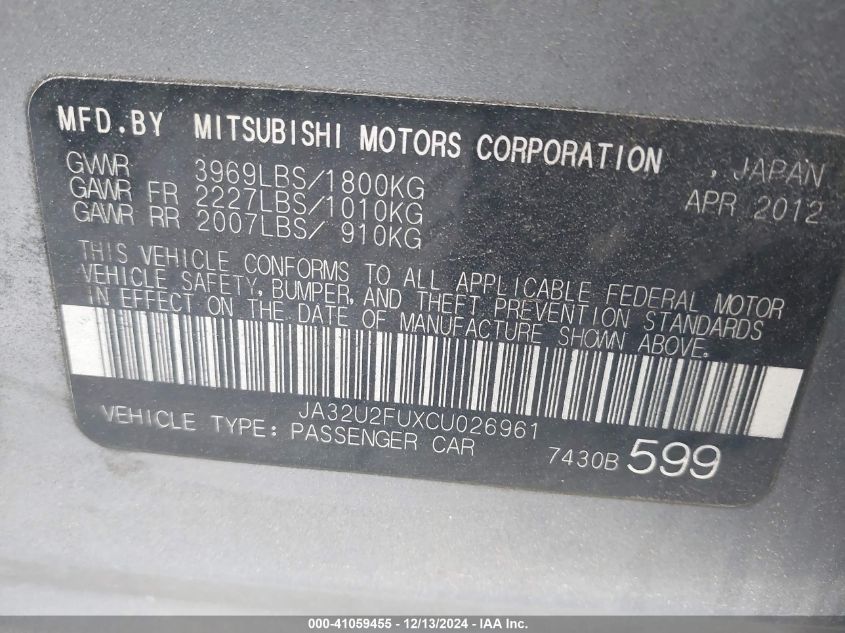 MFD.BY MITSUBISHI MOTORS CORPORATION , JAPAN
GVWR 3969LBS/1800KG APR 2012
GAWR FR 2227LBS/1010KG
GAWR RR 2007LBS/ 910KG
THIS VEHICLE CONFORMS TO ALL APPLICABLE FEDERAL MOTOR
VEHICLE SAFETY, BUMPER, AND THEFT PREVENTION STANDARDS
IN EFFECT ON THE DATE OF MANUFACTURE SHOWN ABOVE.
JA32U2FUXCU026961
VEHICLE TYPE: PASSENGER CAR 7430B 599
000-41059455 - 12/13/2024 - IAA Inc.